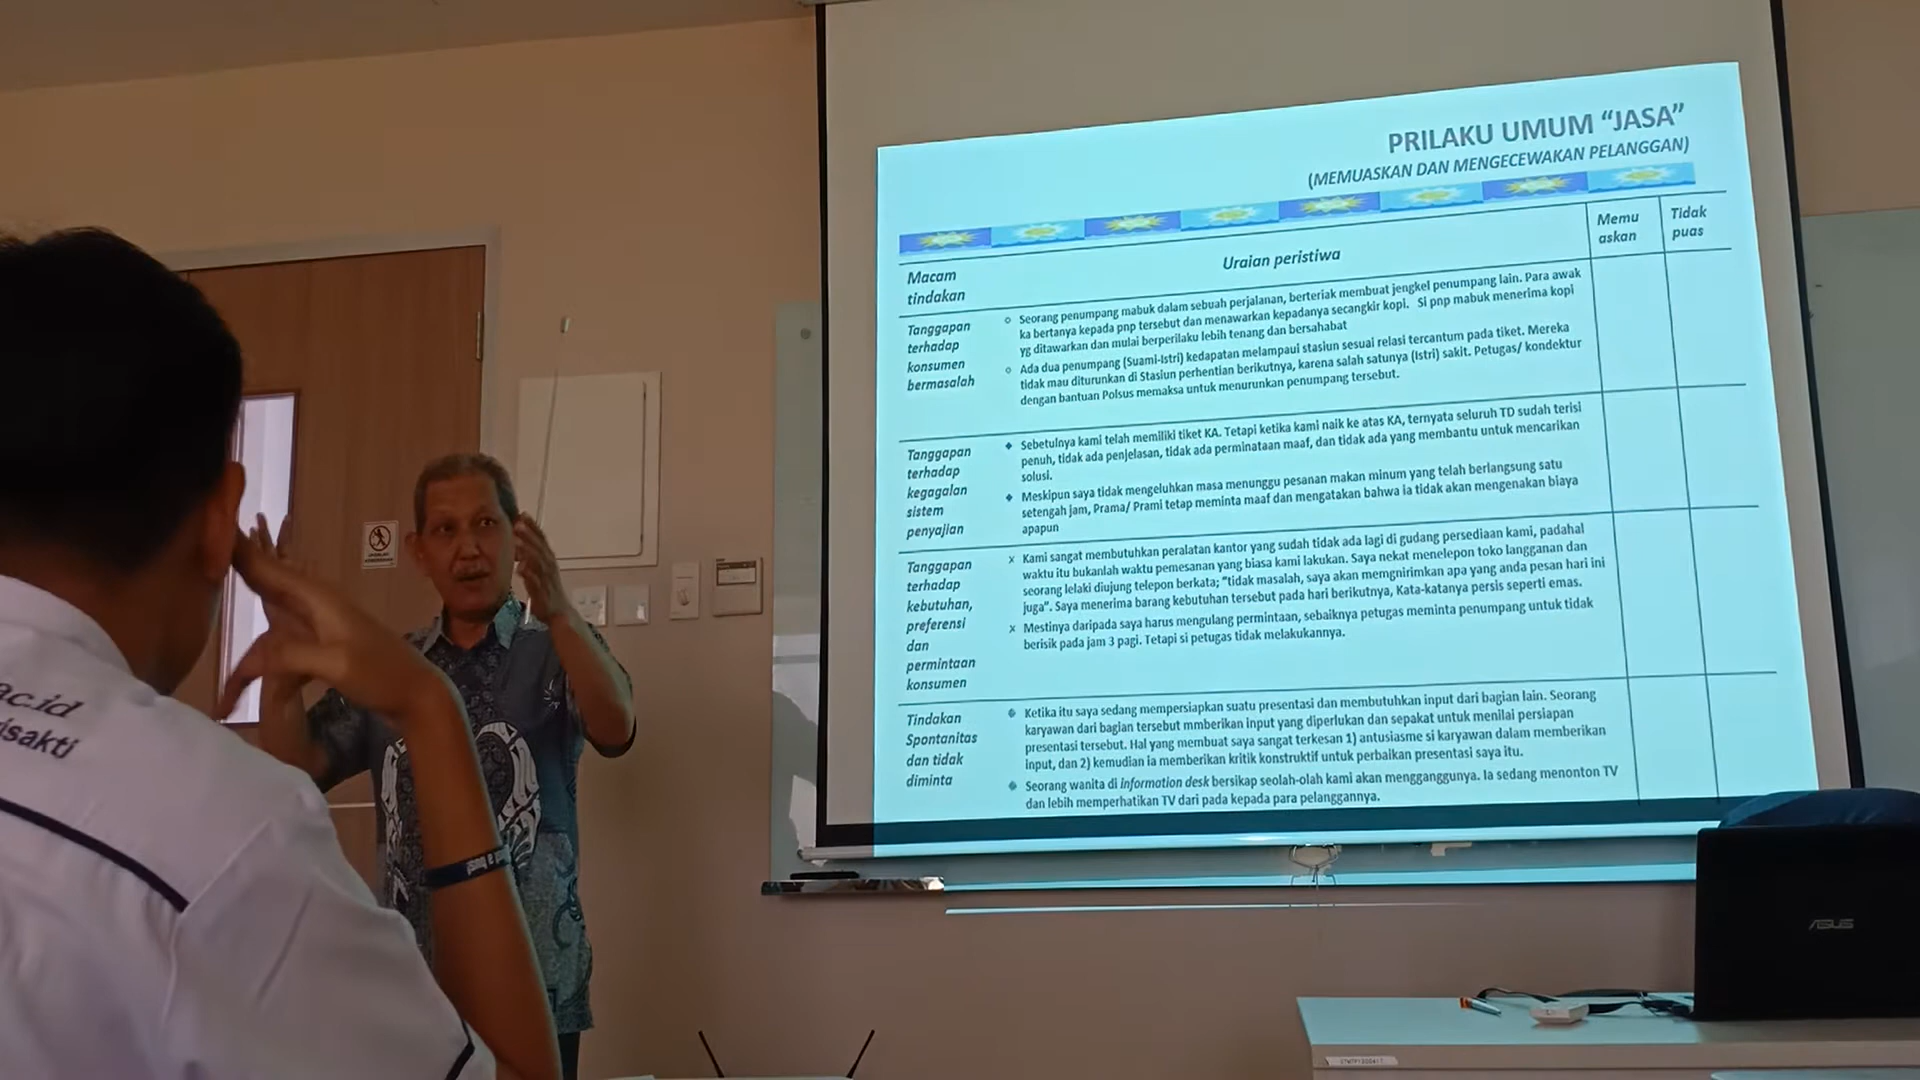 PRILAKU UMUM “JASA”
(MEMUASKAN DAN MENGECEWAKAN PELANGGAN)
Macam
tindakan
Uraian peristiwa
Memu
askan
Tidak
puas
Tanggapan
terhadap
konsumen
bermasalah
Seorang penumpang mabuk dalam sebuah perjalanan, berteriak membuat jengkel penumpang lain. Para awak
ka bertanya kepada pnp tersebut dan menawarkan kepadanya secangkir kopi. Si pnp mabuk menerima kopi
yg ditawarkan dan mulai berperilaku lebih tenang dan bersahabat
Ada dua penumpang (Suami-Istri) kedapatan melampaui stasiun sesuai relasi tercantum pada tiket. Mereka
tidak mau diturunkan di Stasiun perhentian berikutnya, karena salah satunya (Istri) sakit. Petugas/ kondektur
dengan bantuan Polsus memaksa untuk menurunkan penumpang tersebut.
Tanggapan
terhadap
kegagalan
sistem
penyajian
Sebetulnya kami telah memiliki tiket KA. Tetapi ketika kami naik ke atas KA, ternyata seluruh TD sudah terisi
penuh, tidak ada penjelasan, tidak ada perminataan maaf, dan tidak ada yang membantu untuk mencarikan
solusi.
Meskipun saya tidak mengeluhkan masa menunggu pesanan makan minum yang telah berlangsung satu
setengah jam, Prama/ Prami tetap meminta maaf dan mengatakan bahwa ia tidak akan mengenakan biaya
apapun
Tanggapan
terhadap
kebutuhan,
preferensi
dan
permintaan
konsumen
x Kami sangat membutuhkan peralatan kantor yang sudah tidak ada lagi di gudang persediaan kami, padahal
waktu itu bukanlah waktu pemesanan yang biasa kami lakukan. Saya nekat menelepon toko langganan dan
seorang lelaki diujung telepon berkata; “tidak masalah, saya akan memgnirimkan apa yang anda pesan hari ini
juga”. Saya menerima barang kebutuhan tersebut pada hari berikutnya, Kata-katanya persis seperti emas.
x Mestinya daripada saya harus mengulang permintaan, sebaiknya petugas meminta penumpang untuk tidak
berisik pada jam 3 pagi. Tetapi si petugas tidak melakukannya.
Tindakan
Spontanitas
dan tidak
diminta
Ketika itu saya sedang mempersiapkan suatu presentasi dan membutuhkan input dari bagian lain. Seorang
karyawan dari bagian tersebut mmberikan input yang diperlukan dan sepakat untuk menilai persiapan
presentasi tersebut. Hal yang membuat saya sangat terkesan 1) antusiasme si karyawan dalam memberikan
input, dan 2) kemudian ia memberikan kritik konstruktif untuk perbaikan presentasi saya itu.
Seorang wanita di information desk bersikap seolah-olah kami akan mengganggunya. Ia sedang menonton TV
dan lebih memperhatikan TV dari pada kepada para pelanggannya.
ac.id
isakti
ASUS